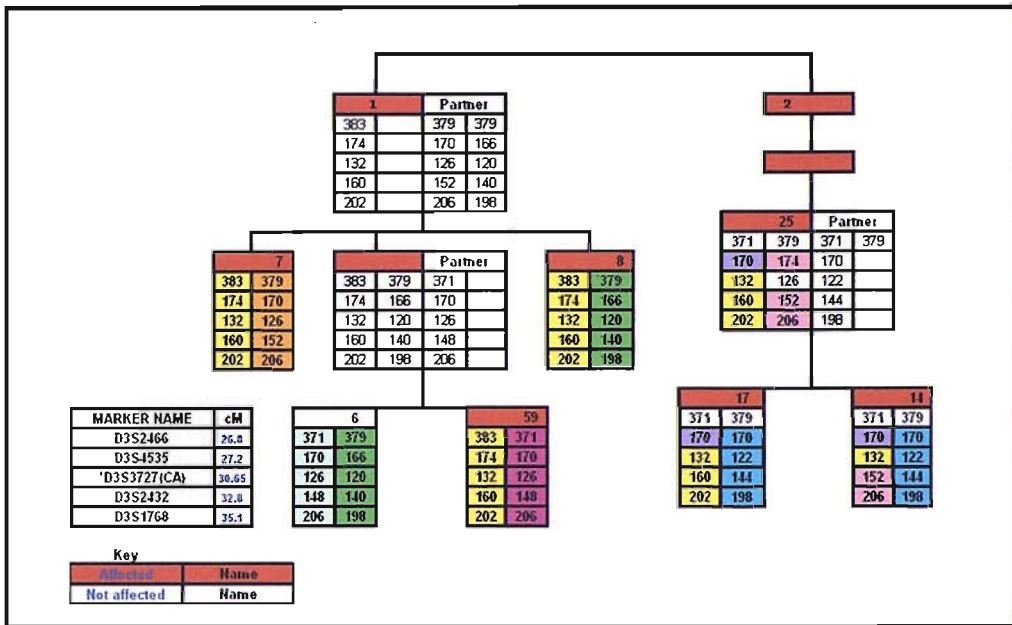 1 Partner 2
383 379 379
174 170 166
132 126 120
160 152 140
202 206 198
25 Partner
371 379 371 379
170 174 170
132 126 122
160 152 144
202 206 198
7 Partner 8
383 379 383 379 371 383 379
174 170 174 166 170 174 166
132 126 132 120 126 132 120
160 152 160 140 148 160 140
202 206 202 198 206 202 198
17 14
371 379 371 379
170 170 170 170
132 122 132 122
160 144 152 144
202 198 206 198
6 59
371 379 383 371
170 166 174 170
126 120 132 126
148 140 160 148
206 198 202 206
MARKER NAME cM
D3S2466 26.0
D3S4535 27.2
'D3S3727(CA) 30.65
D3S2432 32.8
D3S1768 35.1
Key
Affected Name
Not affected Name